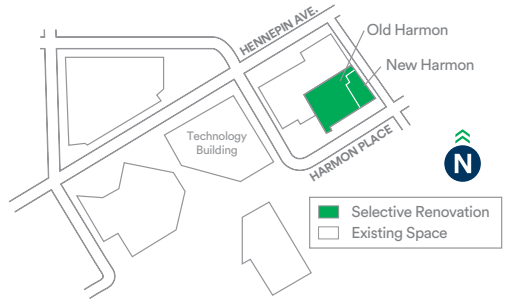 HENNEPIN AVE.
Old Harmon
New Harmon
Technology
Building
HARMON PLACE
N
Selective Renovation
Existing Space